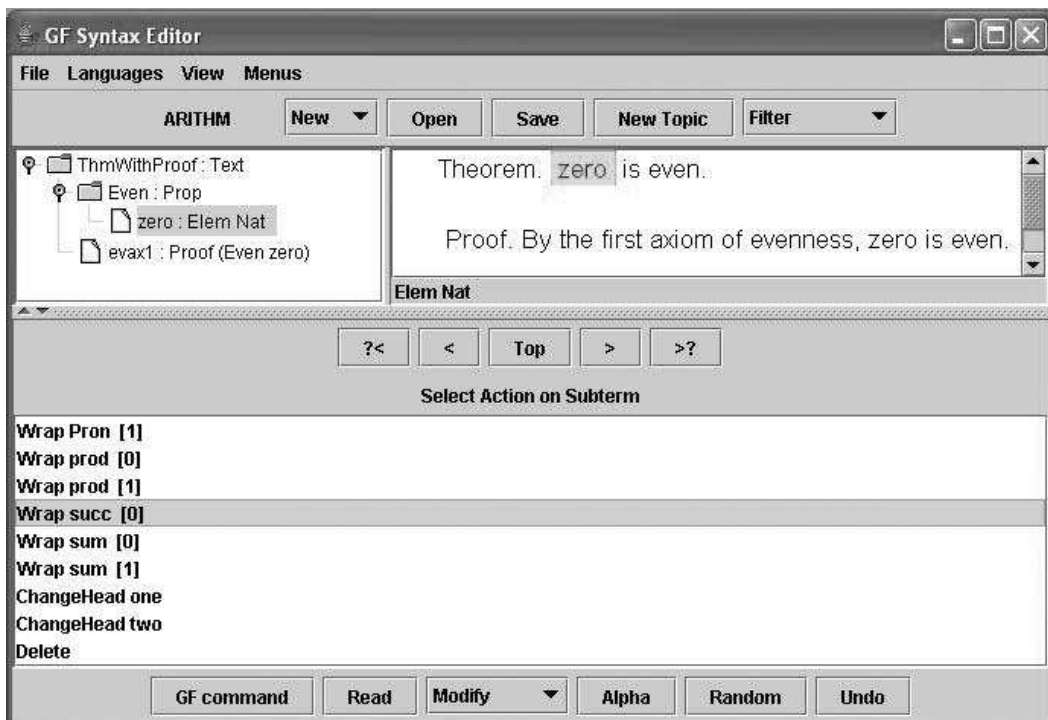 GF Syntax Editor
File Languages View Menus
ARITHM New Open Save New Topic Filter
ThmWithProof : Text
Even : Prop
zero : Elem Nat
evax1 : Proof (Even zero)
Theorem. zero is even.
Proof. By the first axiom of evenness, zero is even.
Elem Nat
?< < Top > >?
Select Action on Subterm
Wrap Pron [1]
Wrap prod [0]
Wrap prod [1]
Wrap succ [0]
Wrap sum [0]
Wrap sum [1]
ChangeHead one
ChangeHead two
Delete
GF command Read Modify Alpha Random Undo